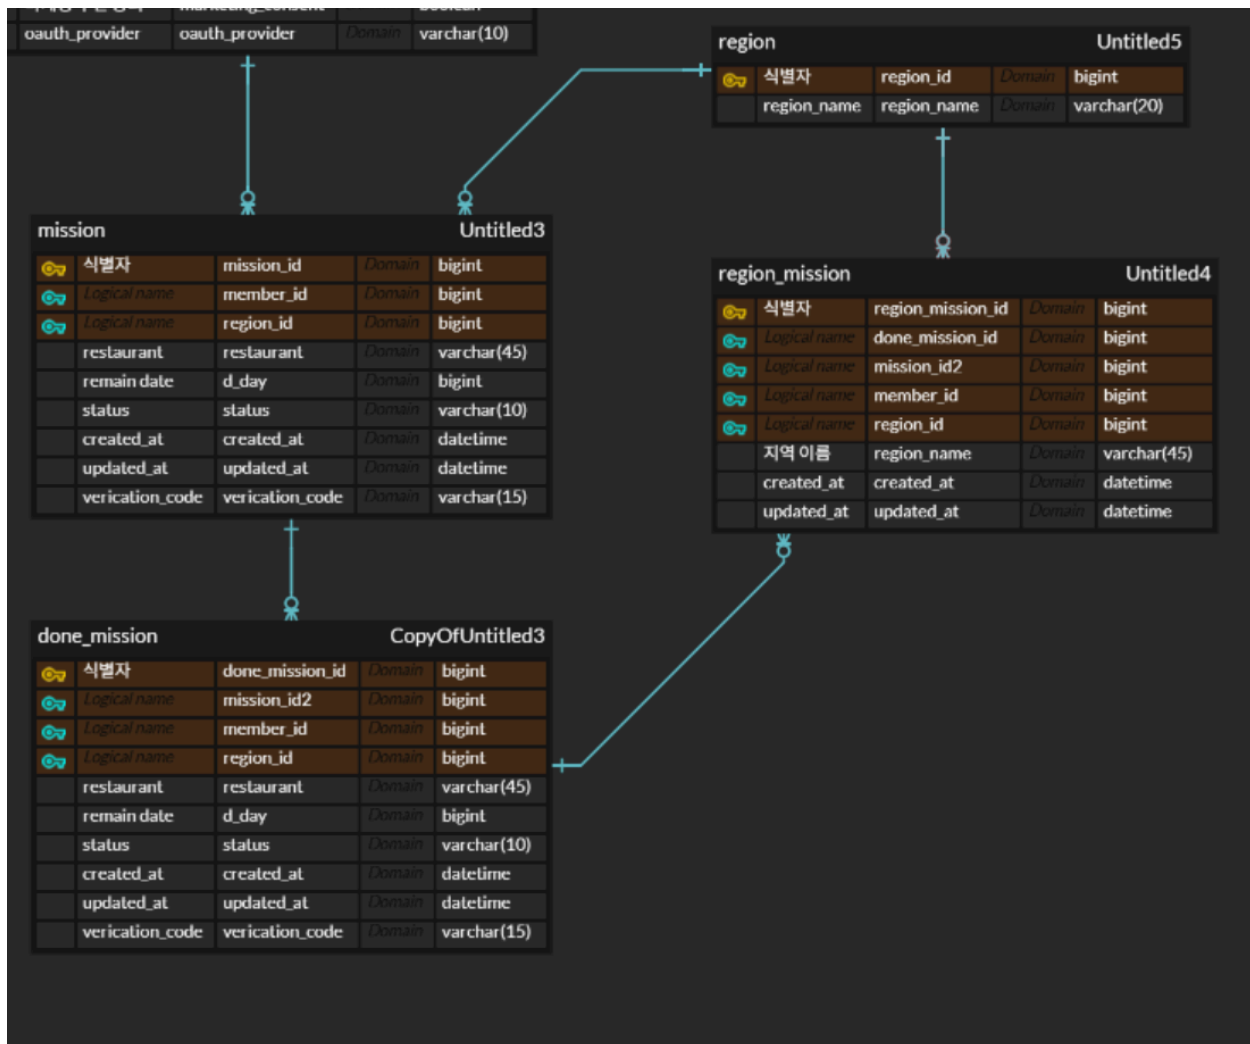 marketing_consent boolean
oauth_provider oauth_provider Domain varchar(10)
region Untitled5
식별자 region_id Domain bigint
region_name region_name Domain varchar(20)
mission Untitled3
식별자 mission_id Domain bigint
Logical name member_id Domain bigint
Logical name region_id Domain bigint
restaurant restaurant Domain varchar(45)
remain date d_day Domain bigint
status status Domain varchar(10)
created_at created_at Domain datetime
updated_at updated_at Domain datetime
verication_code verication_code Domain varchar(15)
region_mission Untitled4
식별자 region_mission_id Domain bigint
Logical name done_mission_id Domain bigint
Logical name mission_id2 Domain bigint
Logical name member_id Domain bigint
Logical name region_id Domain bigint
지역 이름 region_name Domain varchar(45)
created_at created_at Domain datetime
updated_at updated_at Domain datetime
done_mission CopyOfUntitled3
식별자 done_mission_id Domain bigint
Logical name mission_id2 Domain bigint
Logical name member_id Domain bigint
Logical name region_id Domain bigint
restaurant restaurant Domain varchar(45)
remain date d_day Domain bigint
status status Domain varchar(10)
created_at created_at Domain datetime
updated_at updated_at Domain datetime
verication_code verication_code Domain varchar(15)